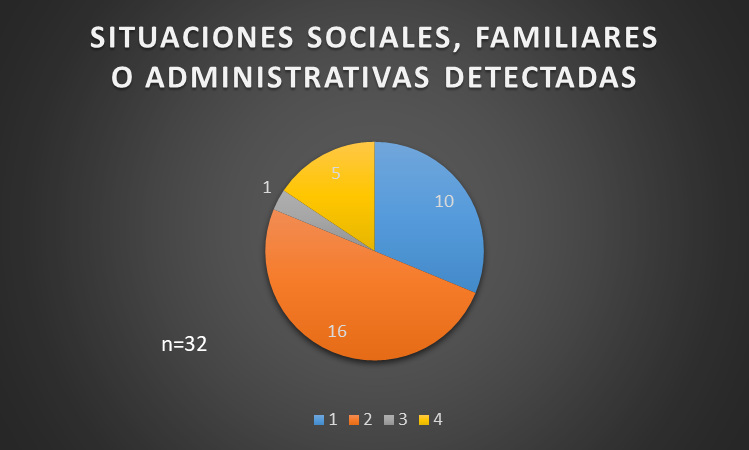 SITUACIONES SOCIALES, FAMILIARES
O ADMINISTRATIVAS DETECTADAS
5
1
10
16
n=32
1 2 3 4